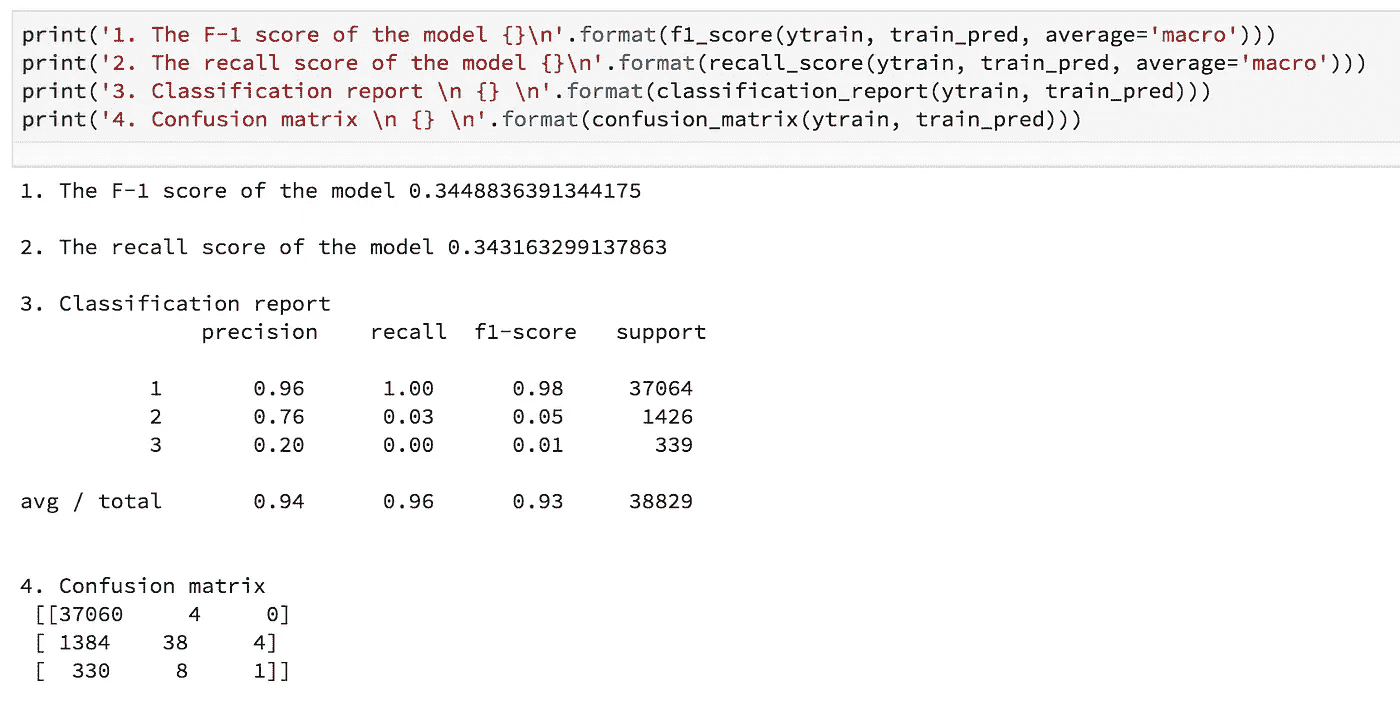 print('1. The F-1 score of the model {}\n'.format(f1_score(ytrain, train_pred, average='macro')))
print('2. The recall score of the model {}\n'.format(recall_score(ytrain, train_pred, average='macro')))
print('3. Classification report \n {} \n'.format(classification_report(ytrain, train_pred)))
print('4. Confusion matrix \n {} \n'.format(confusion_matrix(ytrain, train_pred)))
1. The F-1 score of the model 0.3448836391344175
2. The recall score of the model 0.343163299137863
3. Classification report
precision recall f1-score support
1 0.96 1.00 0.98 37064
2 0.76 0.03 0.05 1426
3 0.20 0.00 0.01 339
avg / total 0.94 0.96 0.93 38829
4. Confusion matrix
[[37060 4 0]
[ 1384 38 4]
[ 330 8 1]]